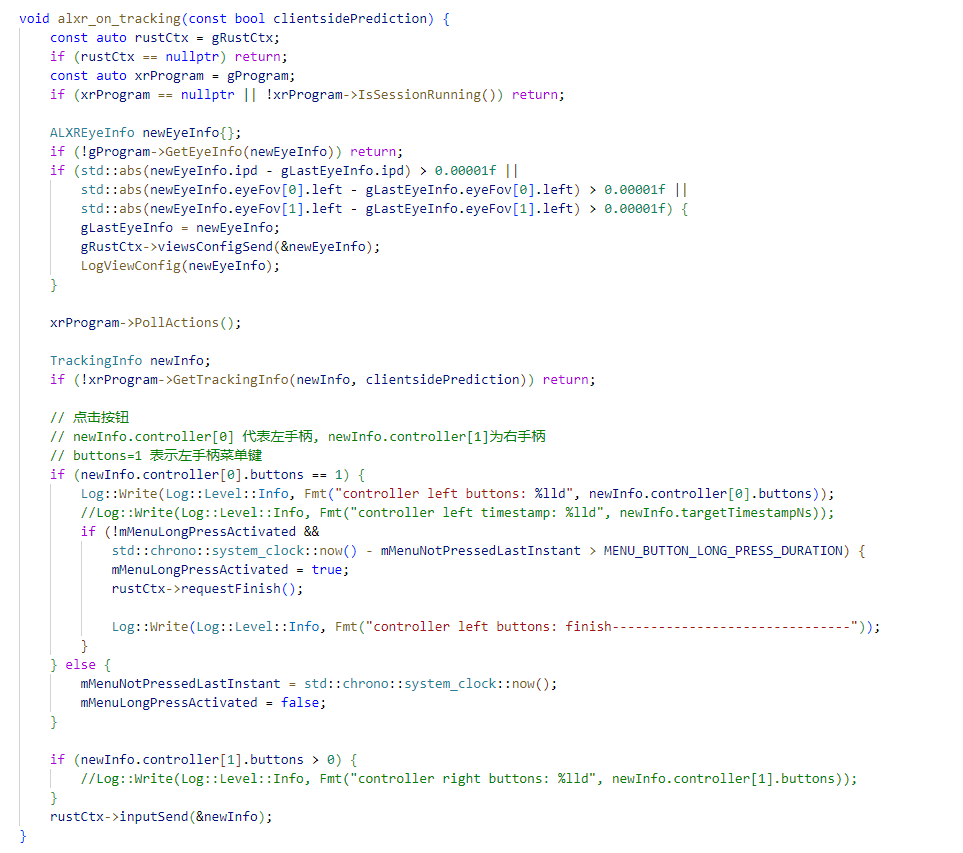 void alxr_on_tracking(const bool clientsidePrediction) {
    const auto rustCtx = gRustCtx;
    if (rustCtx == nullptr) return;
    const auto xrProgram = gProgram;
    if (xrProgram == nullptr || !xrProgram->IsSessionRunning()) return;

    ALXREyeInfo newEyeInfo{};
    if (!gProgram->GetEyeInfo(newEyeInfo)) return;
    if (std::abs(newEyeInfo.ipd - gLastEyeInfo.ipd) > 0.00001f ||
        std::abs(newEyeInfo.eyeFov[0].left - gLastEyeInfo.eyeFov[0].left) > 0.00001f ||
        std::abs(newEyeInfo.eyeFov[1].left - gLastEyeInfo.eyeFov[1].left) > 0.00001f) {
        gLastEyeInfo = newEyeInfo;
        gRustCtx->viewsConfigSend(&newEyeInfo);
        LogViewConfig(newEyeInfo);
    }

    xrProgram->PollActions();

    TrackingInfo newInfo;
    if (!xrProgram->GetTrackingInfo(newInfo, clientsidePrediction)) return;

    // 点击按钮
    // newInfo.controller[0] 代表左手柄, newInfo.controller[1]为右手柄
    // buttons=1 表示左手柄菜单键
    if (newInfo.controller[0].buttons == 1) {
        Log::Write(Log::Level::Info, Fmt("controller left buttons: %lld", newInfo.controller[0].buttons));
        //Log::Write(Log::Level::Info, Fmt("controller left timestamp: %lld", newInfo.targetTimestampNs));
        if (!mMenuLongPressActivated &&
            std::chrono::system_clock::now() - mMenuNotPressedLastInstant > MENU_BUTTON_LONG_PRESS_DURATION) {
            mMenuLongPressActivated = true;
            rustCtx->requestFinish();

            Log::Write(Log::Level::Info, Fmt("controller left buttons: finish-------------------------------"));
        }
    } else {
        mMenuNotPressedLastInstant = std::chrono::system_clock::now();
        mMenuLongPressActivated = false;
    }

    if (newInfo.controller[1].buttons > 0) {
        //Log::Write(Log::Level::Info, Fmt("controller right buttons: %lld", newInfo.controller[1].buttons));
    }
    rustCtx->inputSend(&newInfo);
}